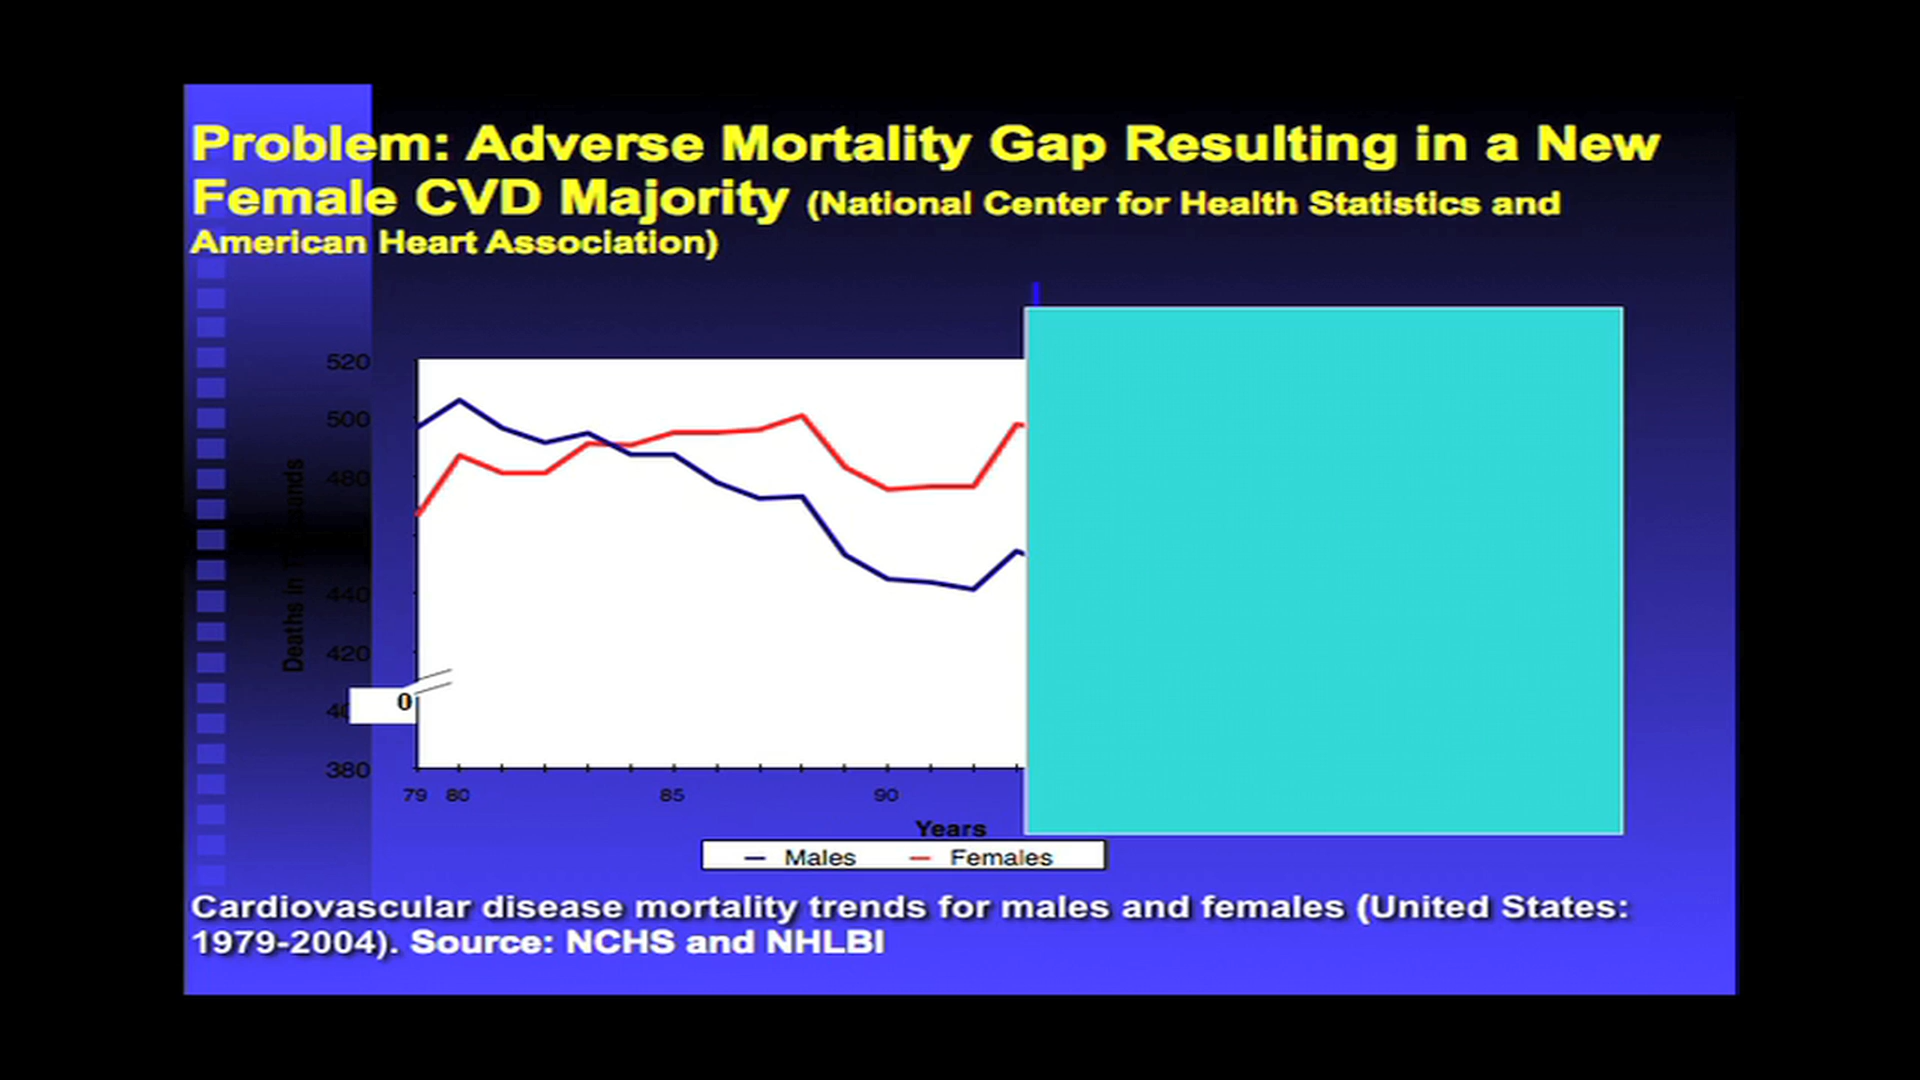 Problem: Adverse Mortality Gap Resulting in a New
Female CVD Majority (National Center for Health Statistics and
American Heart Association)
520
500
480
440
420
0
380
79 80 85 90
Deaths in
Years
Males Females
Cardiovascular disease mortality trends for males and females (United States:
1979-2004). Source: NCHS and NHLBI